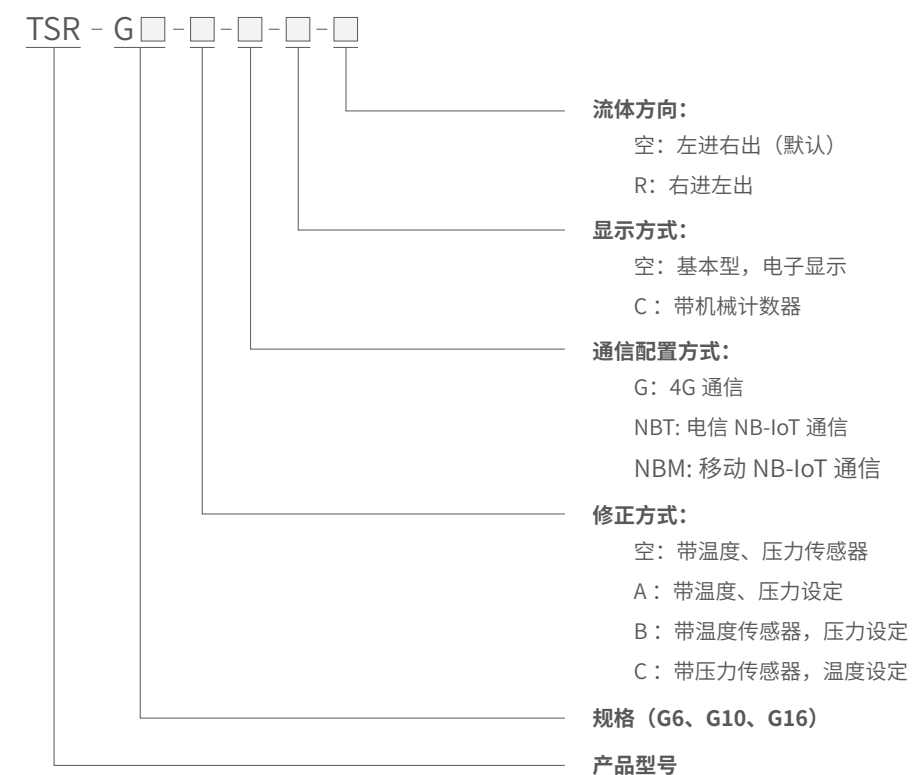 TSR - G□ - □ - □ - □ - □
流体方向：
空：左进右出（默认）
R：右进左出
显示方式：
空：基本型，电子显示
C：带机械计数器
通信配置方式：
G：4G 通信
NBT: 电信 NB-IoT 通信
NBM: 移动 NB-IoT 通信
修正方式：
空：带温度、压力传感器
A：带温度、压力设定
B：带温度传感器，压力设定
C：带压力传感器，温度设定
规格（G6、G10、G16）
产品型号